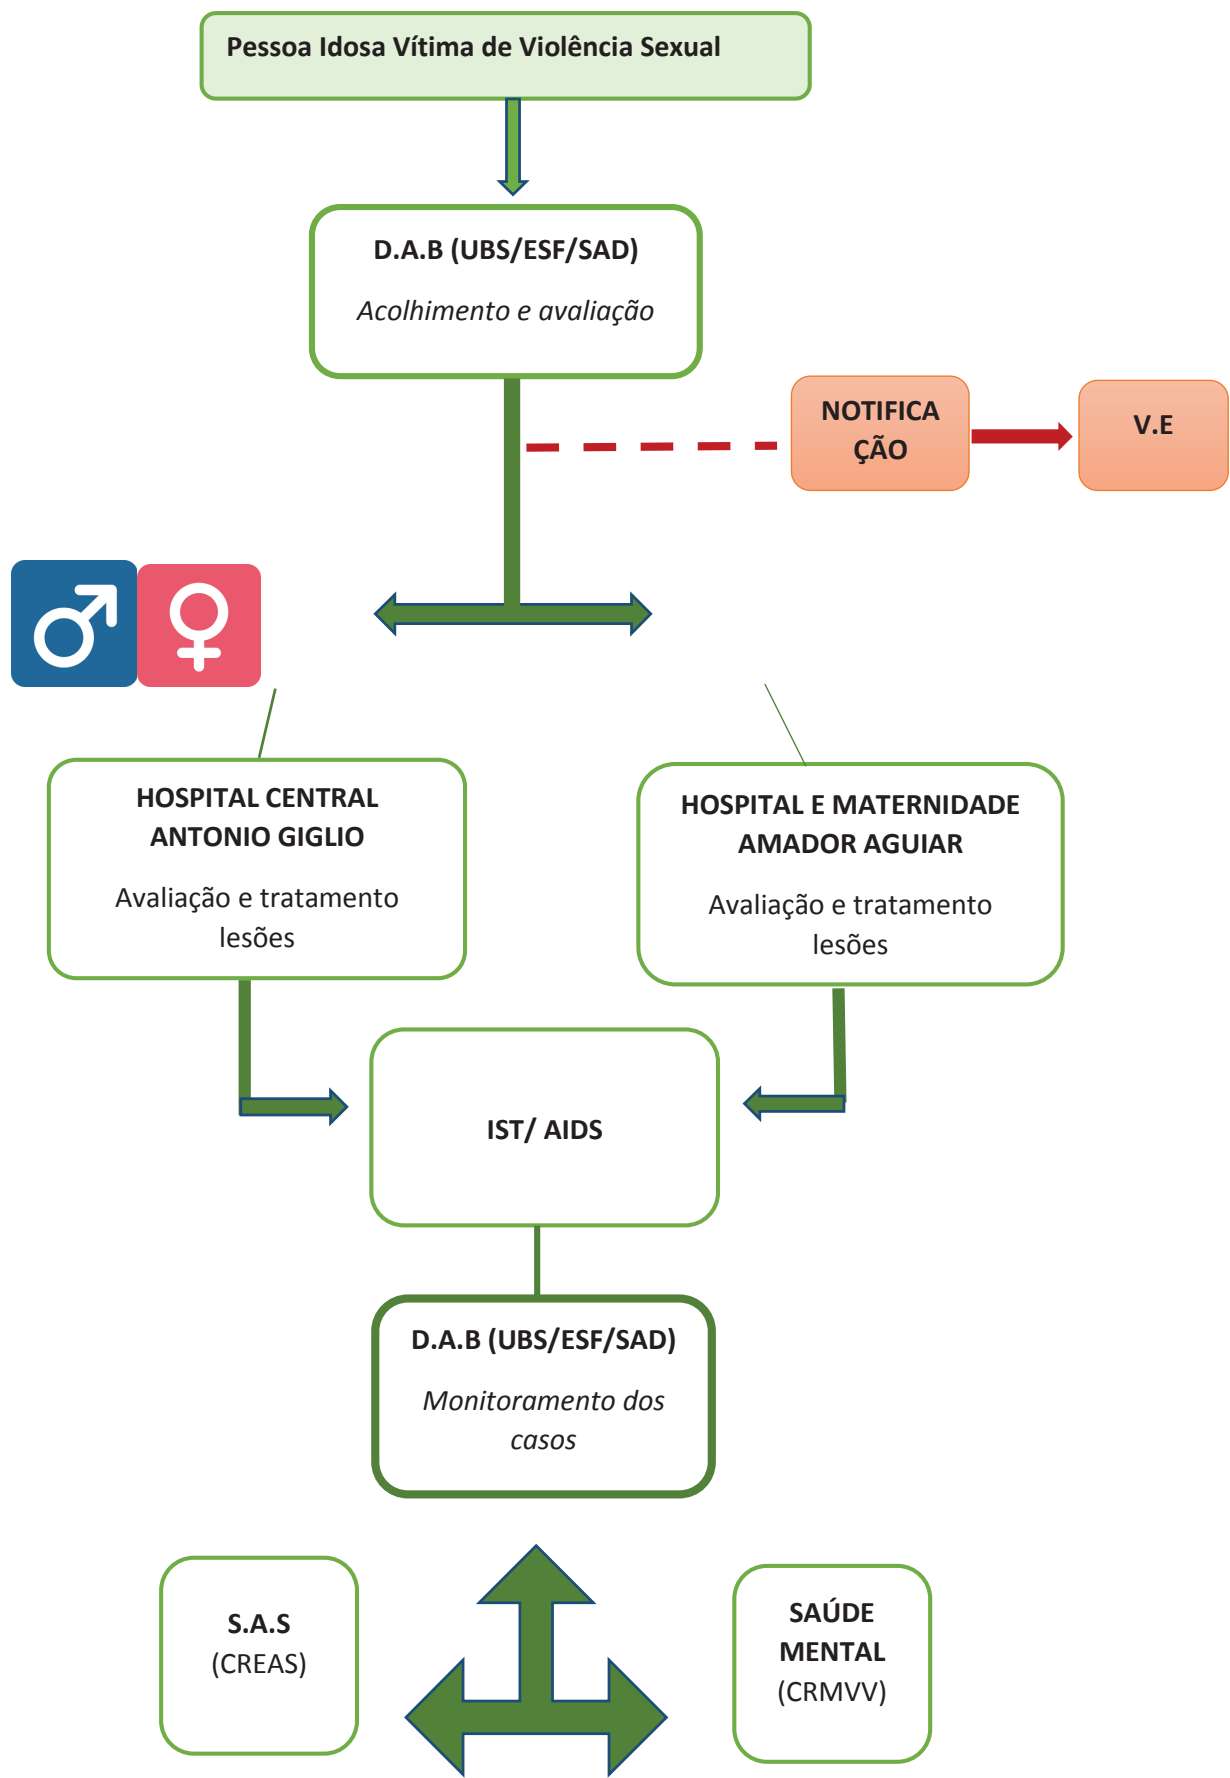 Pessoa Idosa Vítima de Violência Sexual
D.A.B (UBS/ESF/SAD)
Acolhimento e avaliação
NOTIFICA
ÇÃO
V.E
HOSPITAL CENTRAL
ANTONIO GIGLIO
Avaliação e tratamento
lesões
HOSPITAL E MATERNIDADE
AMADOR AGUIAR
Avaliação e tratamento
lesões
IST/ AIDS
D.A.B (UBS/ESF/SAD)
Monitoramento dos
casos
S.A.S
(CREAS)
SAÚDE
MENTAL
(CRMVV)